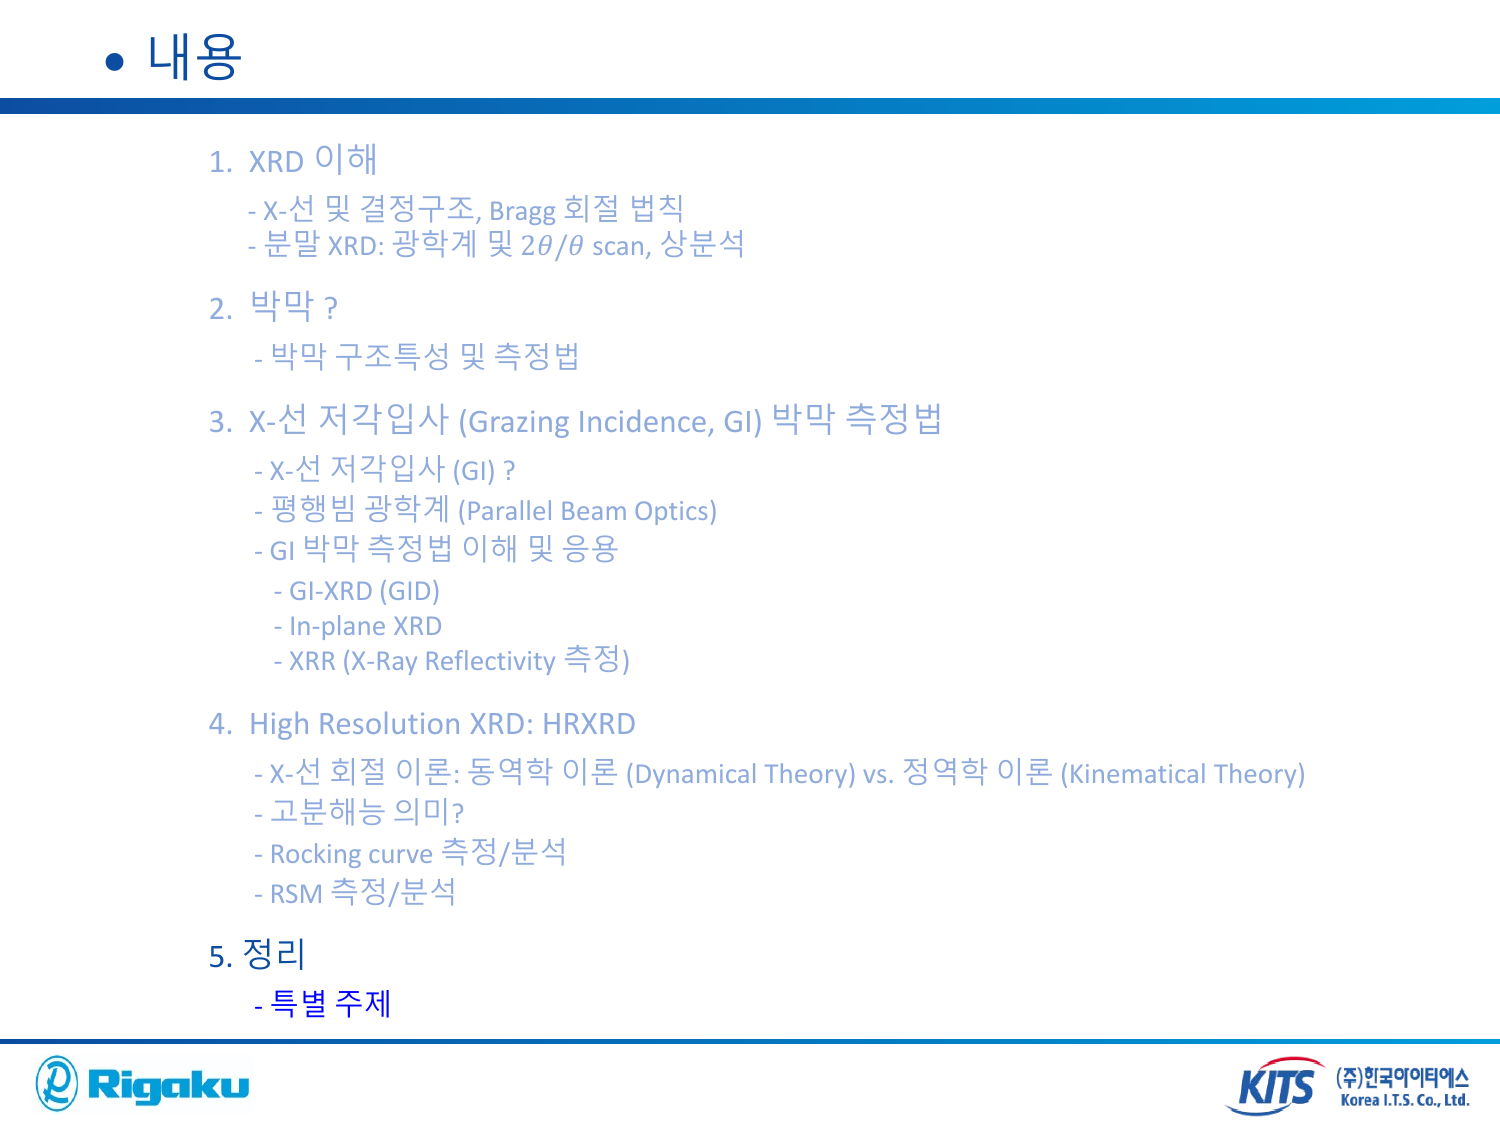 • 내용
1. XRD 이해
- X-선 및 결정구조, Bragg 회절 법칙
- 분말 XRD: 광학계 및 2θ/θ scan, 상분석
2. 박막 ?
- 박막 구조특성 및 측정법
3. X-선 저각입사 (Grazing Incidence, GI) 박막 측정법
- X-선 저각입사 (GI) ?
- 평행빔 광학계 (Parallel Beam Optics)
- GI 박막 측정법 이해 및 응용
- GI-XRD (GID)
- In-plane XRD
- XRR (X-Ray Reflectivity 측정)
4. High Resolution XRD: HRXRD
- X-선 회절 이론: 동역학 이론 (Dynamical Theory) vs. 정역학 이론 (Kinematical Theory)
- 고분해능 의미?
- Rocking curve 측정/분석
- RSM 측정/분석
5. 정리
- 특별 주제
Rigaku
KITS (주)한국아이티에스
Korea I.T.S. Co., Ltd.